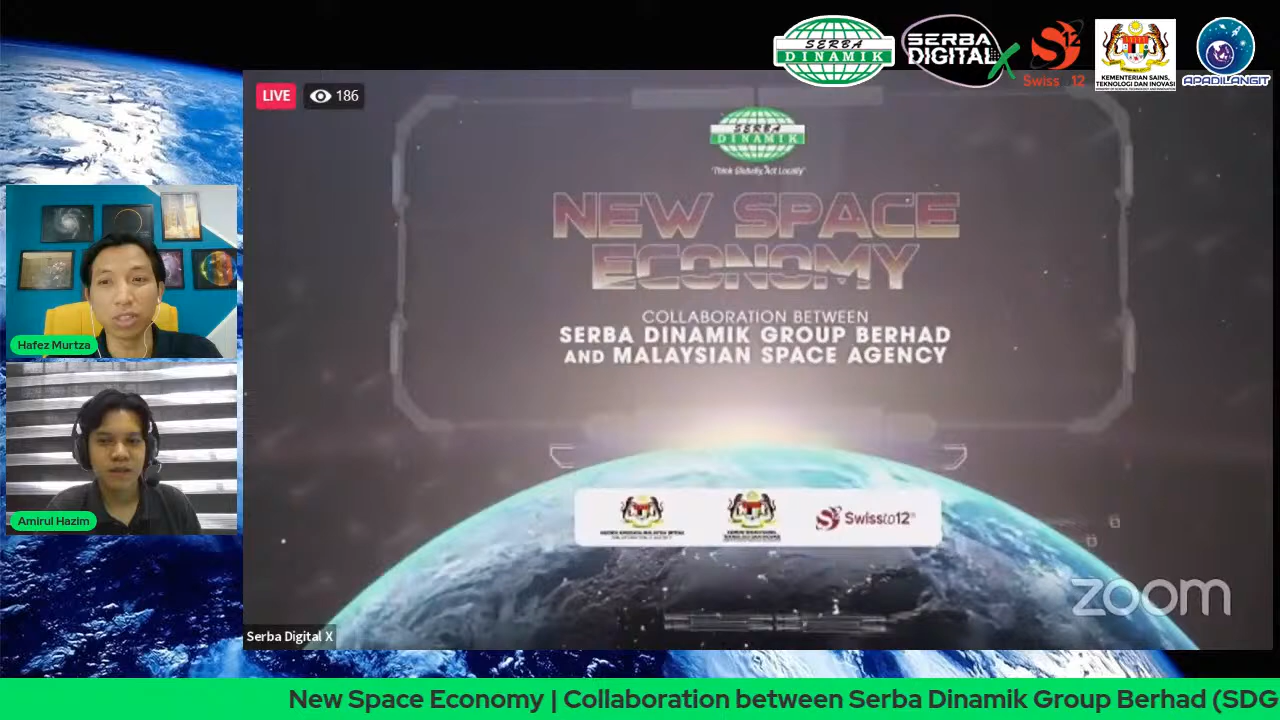 SERBA
DINAMIK
SERBA
DIGITAL X
S12
Swiss to 12
KEMENTERIAN SAINS,
TEKNOLOGI DAN INOVASI
APADILANGIT
LIVE
186
SERBA
DINAMIK
"Think Globally, Act Locally"
NEW SPACE
ECONOMY
COLLABORATION BETWEEN
SERBA DINAMIK GROUP BERHAD
AND MALAYSIAN SPACE AGENCY
Hafez Murtza
Amirul Hazim
Swissto12®
zoom
Serba Digital X
New Space Economy | Collaboration between Serba Dinamik Group Berhad (SDG